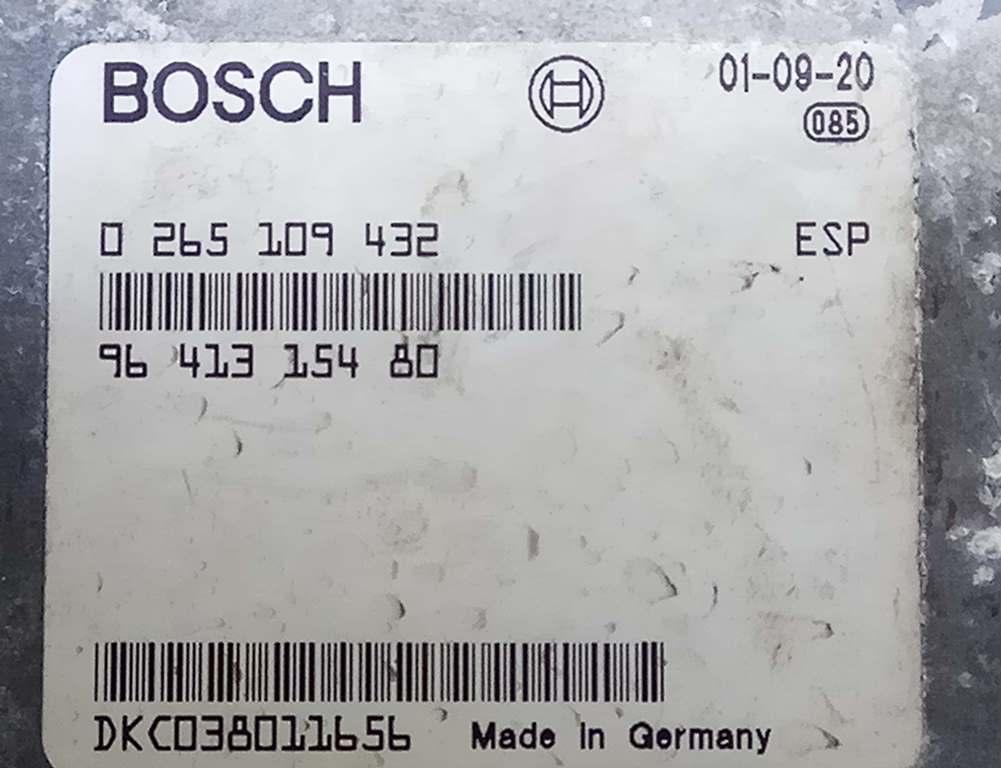 BOSCH
01-09-20
085
0 265 109 432
ESP
96 413 154 80
DKC038011656
Made in Germany